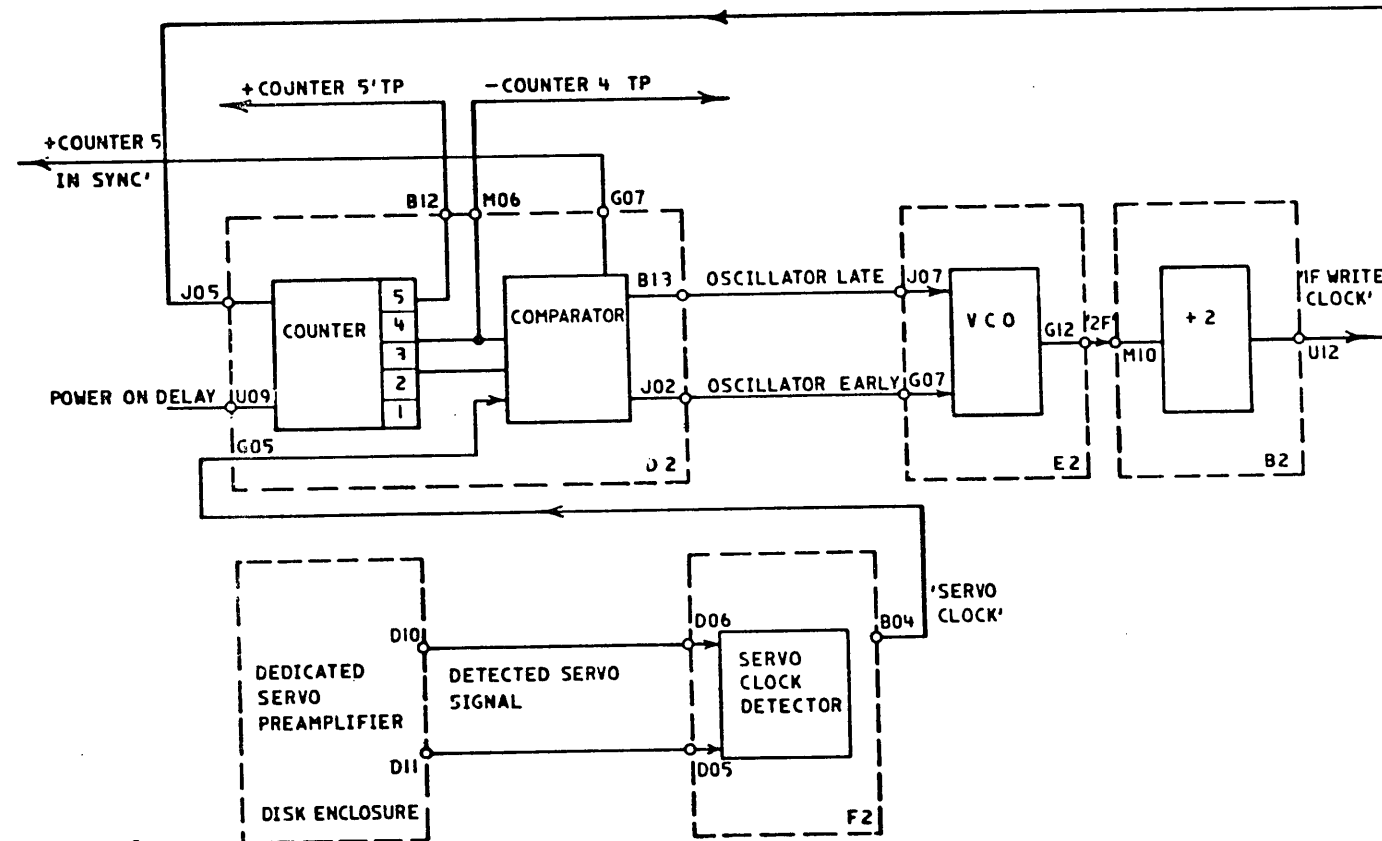 +COUNTER 5'TP
-COUNTER 4 TP
+COUNTER 5
IN SYNC'
B12
M06
G07
J05
COUNTER
5
4
3
2
1
COMPARATOR
B13
OSCILLATOR LATE
J07
VCO
G12
'2F'
M10
+2
'IF WRITE
CLOCK'
U12
POWER ON DELAY
U09
J02
OSCILLATOR EARLY
G07
G05
D2
E2
B2
'SERVO
CLOCK'
D10
DEDICATED
SERVO
PREAMPLIFIER
D11
DISK ENCLOSURE
DETECTED SERVO
SIGNAL
D06
SERVO
CLOCK
DETECTOR
D05
B04
F2